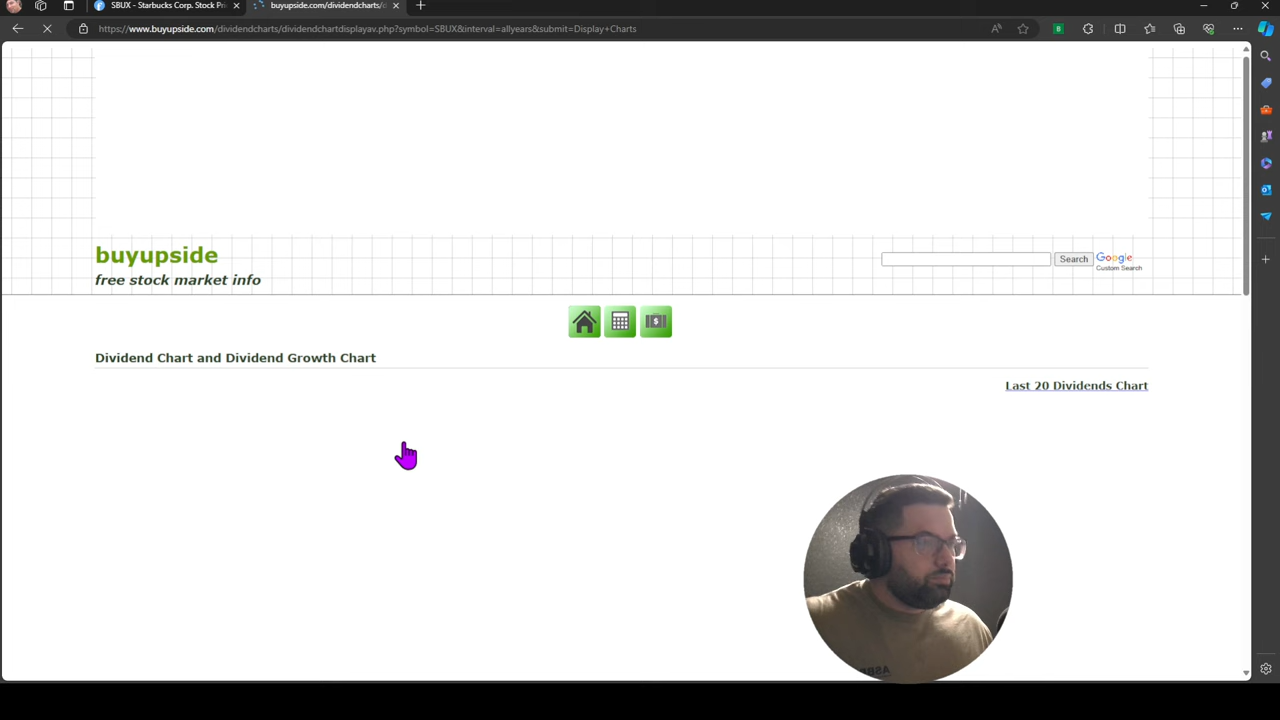 SBUX - Starbucks Corp. Stock Pri
buyupside.com/dividendcharts/d
https://www.buyupside.com/dividendcharts/dividendchartdisplayav.php?symbol=SBUX&interval=allyears&submit=Display+Charts
buyupside
free stock market info
Search
Google
Custom Search
Dividend Chart and Dividend Growth Chart
Last 20 Dividends Chart